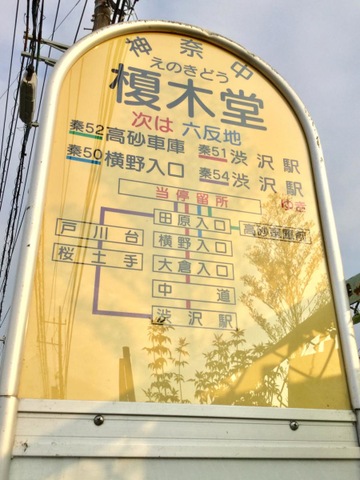 神奈中
えのきどう
榎木堂
次は 六反地
秦52 高砂車庫 秦51 渋沢駅
秦50 横野入口 秦54 渋沢駅
当停留所 ゆき
戸川台 田原入口 高砂車庫前
横野入口
桜土手 大倉入口
中道
渋沢駅